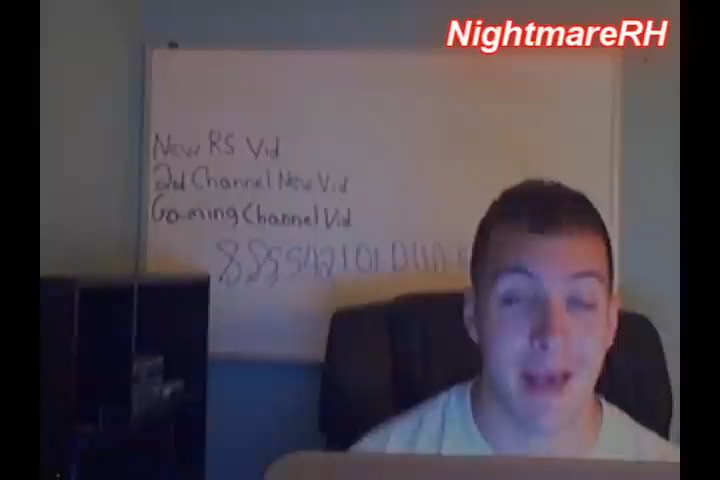 NightmareRH
New RS Vid
2nd Channel New Vid
Gaming Channel Vid